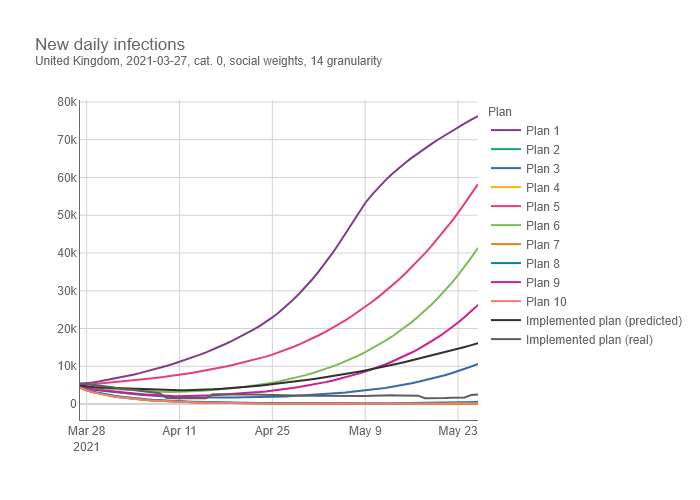 New daily infections
United Kingdom, 2021-03-27, cat. 0, social weights, 14 granularity
80k
70k
60k
50k
40k
30k
20k
10k
0
Mar 28
2021
Apr 11
Apr 25
May 9
May 23
Plan
Plan 1
Plan 2
Plan 3
Plan 4
Plan 5
Plan 6
Plan 7
Plan 8
Plan 9
Plan 10
Implemented plan (predicted)
Implemented plan (real)